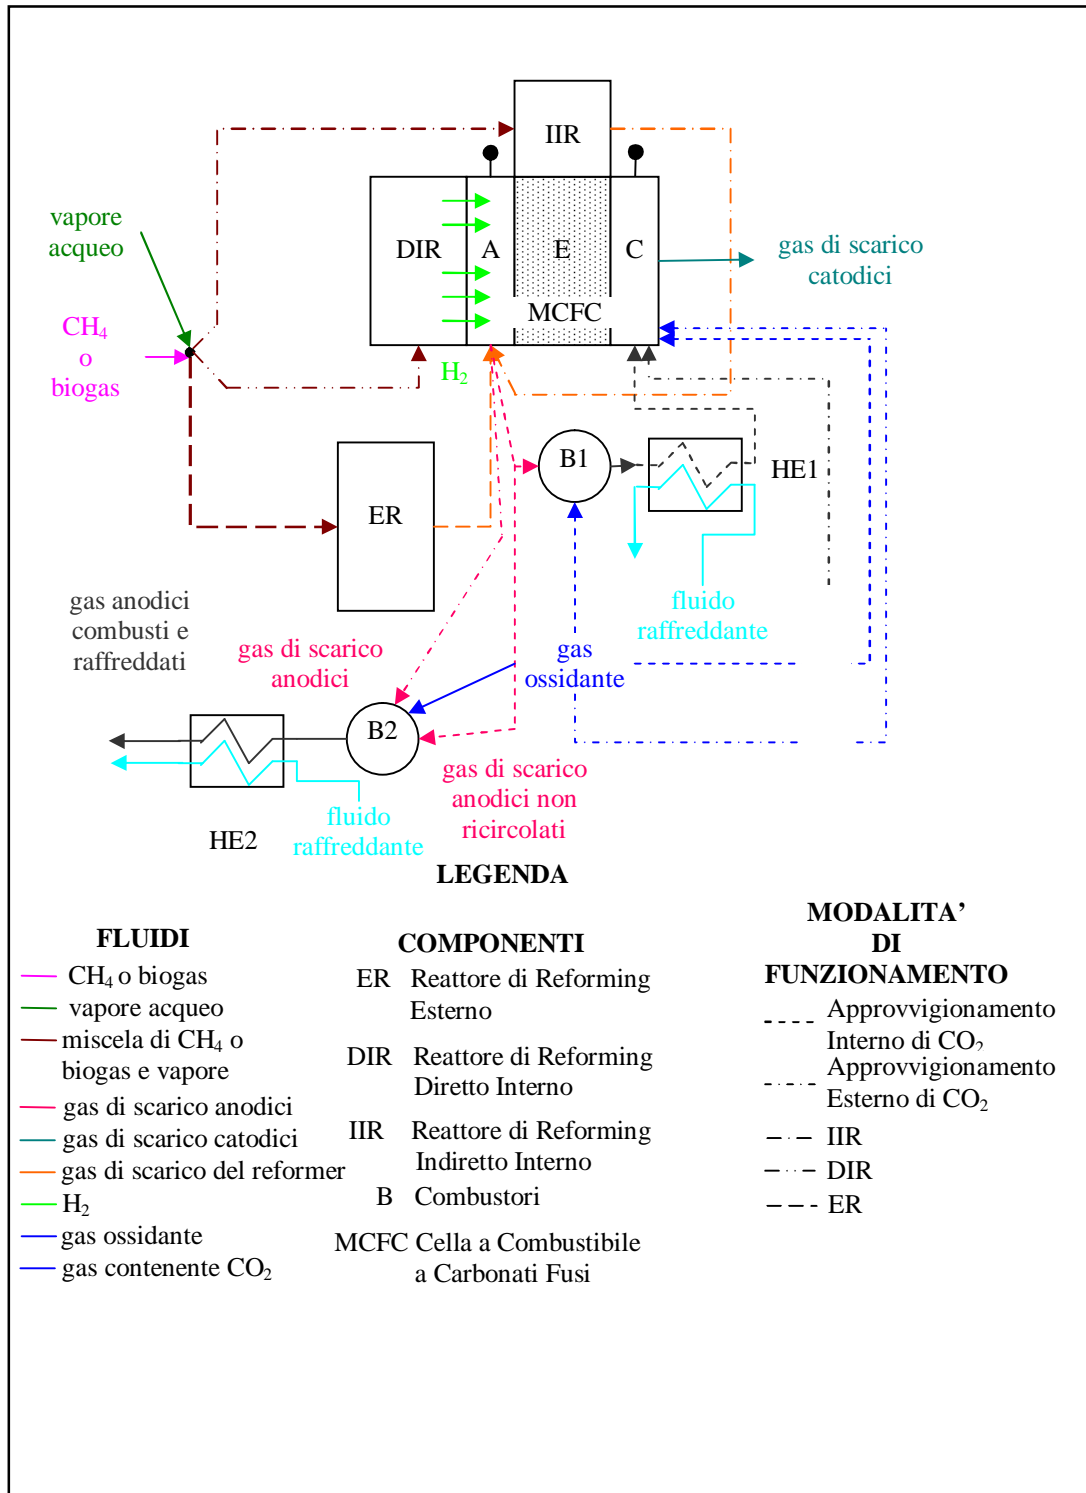 IIR
vapore
acqueo
DIR
A
E
C
gas di scarico
catodici
MCFC
CH4
o
biogas
H2
B1
HE1
ER
gas anodici
combusti e
raffreddati
fluido
raffreddante
gas di scarico
anodici
gas
ossidante
B2
gas di scarico
anodici non
ricircolati
HE2
fluido
raffreddante
LEGENDA
FLUIDI
CH4 o biogas
vapore acqueo
miscela di CH4 o
biogas e vapore
gas di scarico anodici
gas di scarico catodici
gas di scarico del reformer
H2
gas ossidante
gas contenente CO2
COMPONENTI
ER Reattore di Reforming
Esterno
DIR Reattore di Reforming
Diretto Interno
IIR Reattore di Reforming
Indiretto Interno
B Combustori
MCFC Cella a Combustibile
a Carbonati Fusi
MODALITA’
DI
FUNZIONAMENTO
Approvvigionamento
Interno di CO2
Approvvigionamento
Esterno di CO2
IIR
DIR
ER